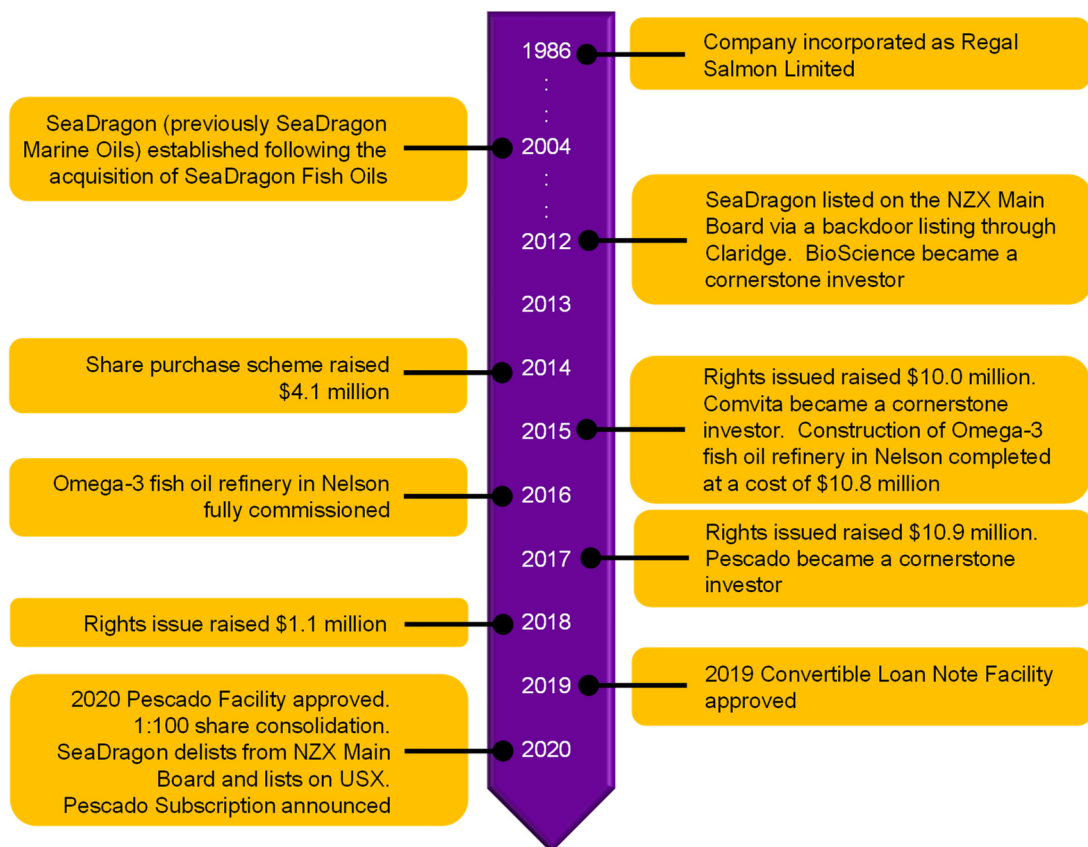 1986
Company incorporated as Regal
Salmon Limited
:
:
SeaDragon (previously SeaDragon
Marine Oils) established following the
acquisition of SeaDragon Fish Oils
2004
:
:
SeaDragon listed on the NZX Main
Board via a backdoor listing through
Claridge.  BioScience became a
cornerstone investor
2012
2013
Share purchase scheme raised
$4.1 million
2014
Rights issued raised $10.0 million.
Comvita became a cornerstone
investor.  Construction of Omega-3
fish oil refinery in Nelson completed
at a cost of $10.8 million
2015
Omega-3 fish oil refinery in Nelson
fully commissioned
2016
Rights issued raised $10.9 million.
Pescado became a cornerstone
investor
2017
Rights issue raised $1.1 million
2018
2019 Convertible Loan Note Facility
approved
2019
2020 Pescado Facility approved.
1:100 share consolidation.
SeaDragon delists from NZX Main
Board and lists on USX.
Pescado Subscription announced
2020